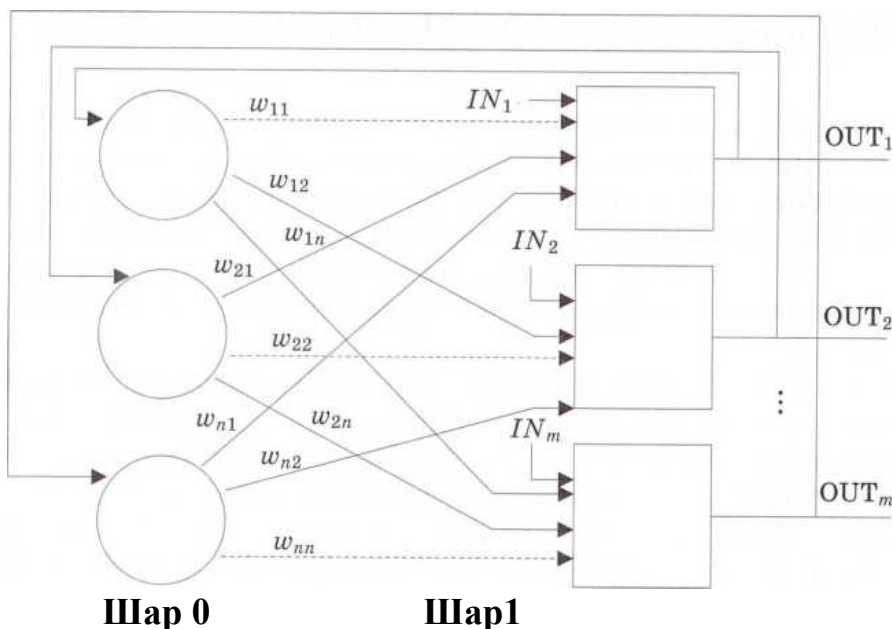 w₁₁
IN₁
OUT₁
w₁₂
w₁ₙ
IN₂
w₂₁
OUT₂
w₂₂
⋮
wₙ₁
w₂ₙ
INₘ
wₙ₂
OUTₘ
wₙₙ
Шар 0 Шар1